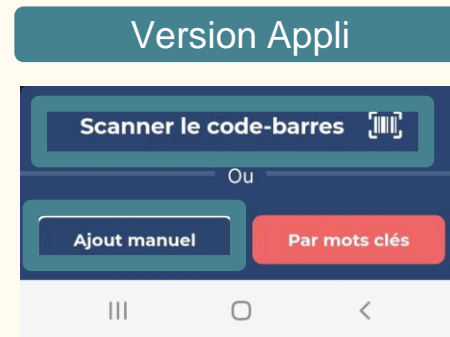 Version Appli
Scanner le code-barres
Ou
Ajout manuel
Par mots clés